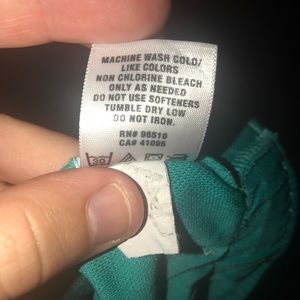 MACHINE WASH COLD/
LIKE COLORS
NON CHLORINE BLEACH
ONLY AS NEEDED
DO NOT USE SOFTENERS
TUMBLE DRY LOW
DO NOT IRON.
RN# 96510
CA# 41095
30